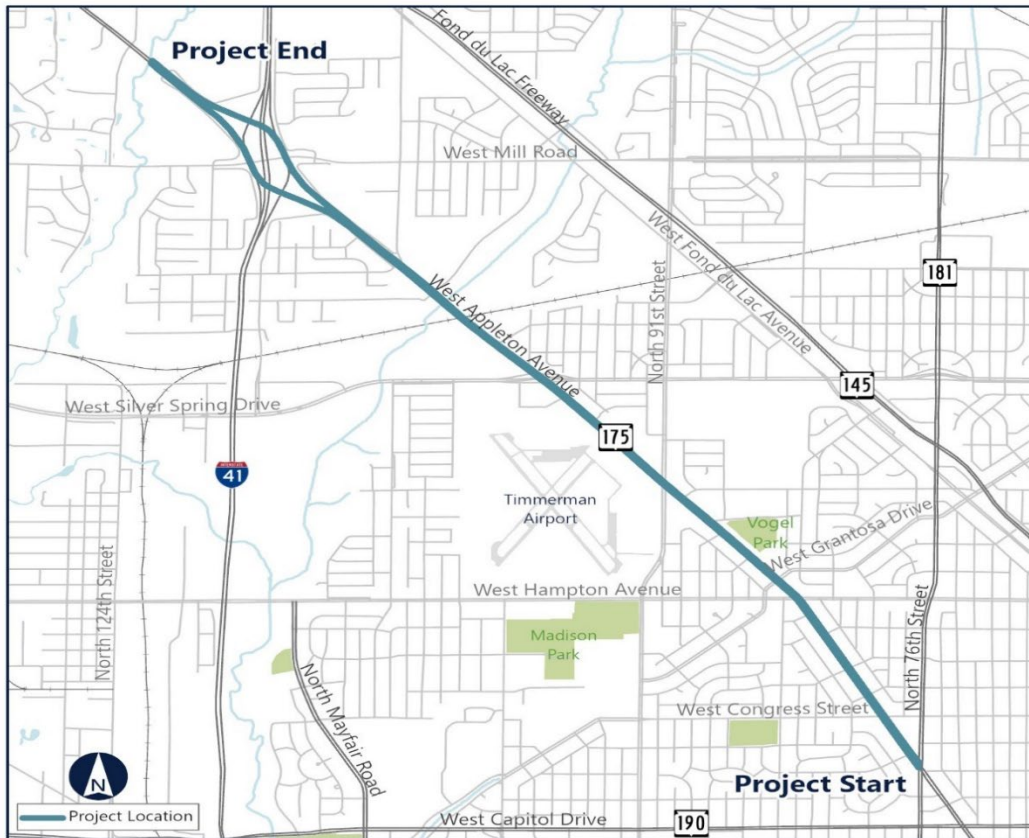 Project End
Fond du Lac Freeway
West Mill Road
West Fond du Lac Avenue
181
West Appleton Avenue
North 91st Street
145
West Silver Spring Drive
175
INTERSTATE
41
Timmerman
Airport
Vogel
Park
West Grantosa Drive
West Hampton Avenue
North 124th Street
Madison
Park
North 76th Street
North Mayfair Road
West Congress Street
N
Project Start
Project Location
West Capitol Drive
190